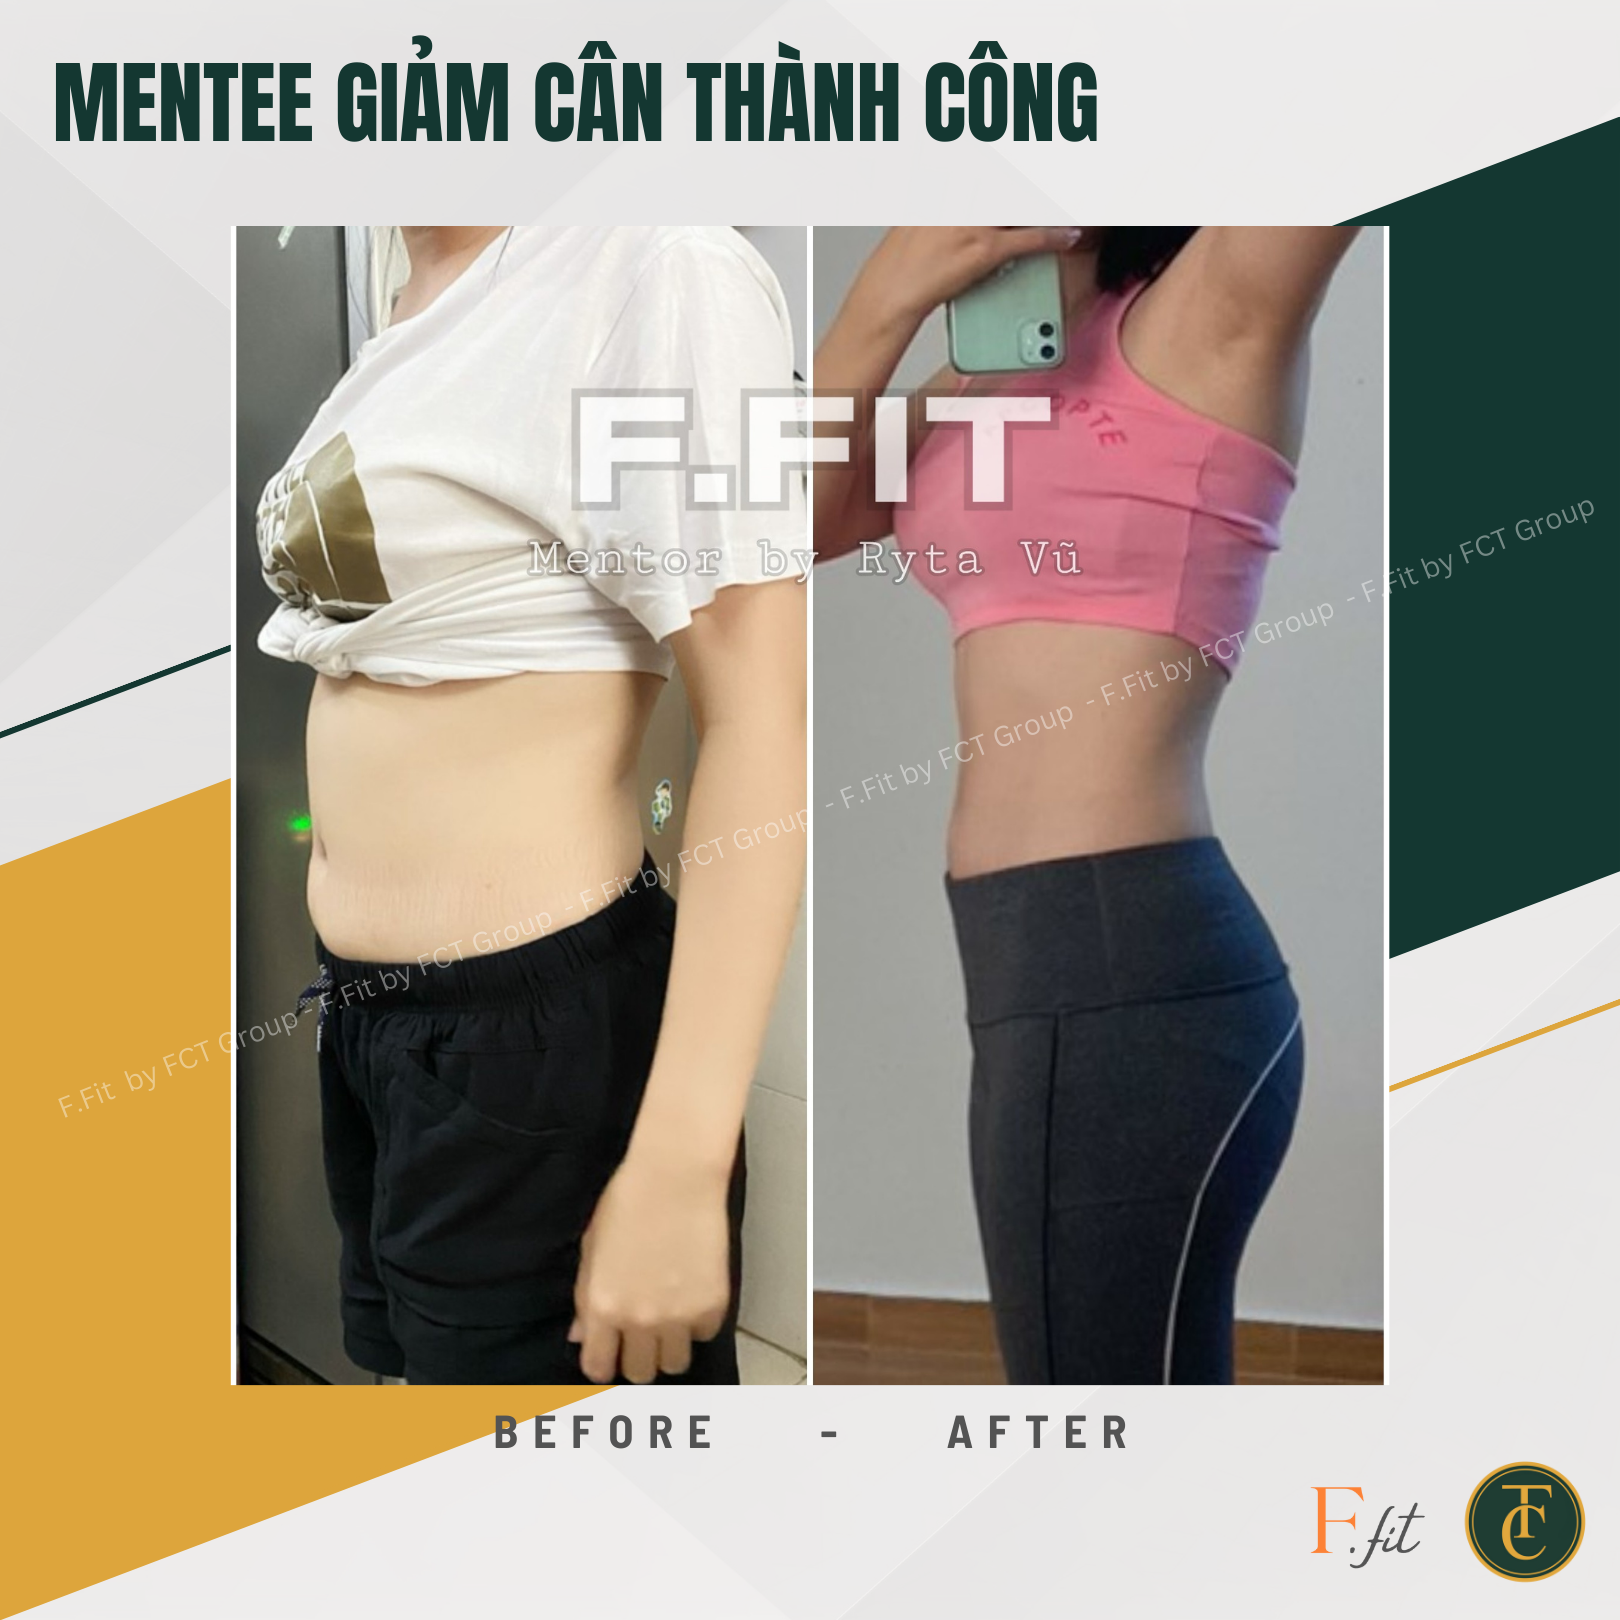 MENTEE GIẢM CÂN THÀNH CÔNG
F.FIT
Mentor by Ryta Vũ
F.Fit by FCT Group - F.Fit by FCT Group - F.Fit by FCT Group - F.Fit by FCT Group - F.Fit by FCT Group - F.Fit by FCT Group
BEFORE - AFTER
F.fit